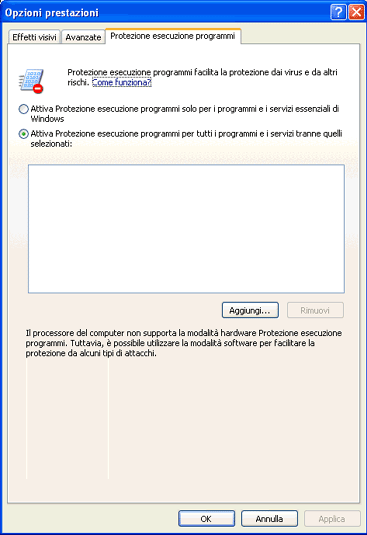 Opzioni prestazioni
Effetti visivi
Avanzate
Protezione esecuzione programmi
Protezione esecuzione programmi facilita la protezione dai virus e da altri
rischi. Come funziona?
Attiva Protezione esecuzione programmi solo per i programmi e i servizi essenziali di
Windows
Attiva Protezione esecuzione programmi per tutti i programmi e i servizi tranne quelli
selezionati:
Aggiungi...
Rimuovi
Il processore del computer non supporta la modalità hardware Protezione esecuzione
programmi. Tuttavia, è possibile utilizzare la modalità software per facilitare la
protezione da alcuni tipi di attacchi.
OK
Annulla
Applica